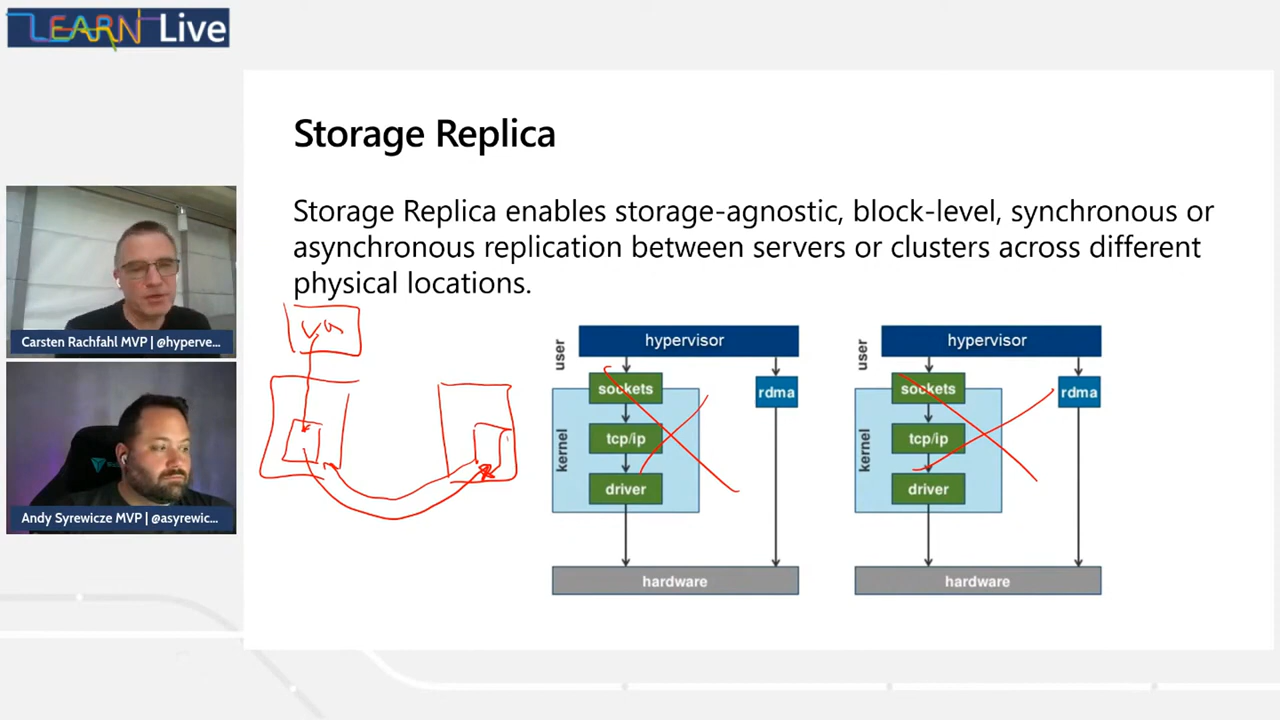 LEARN Live
Storage Replica
Storage Replica enables storage-agnostic, block-level, synchronous or
asynchronous replication between servers or clusters across different
physical locations.
Carsten Rachfahl MVP | @hyperve...
Andy Syrewicze MVP | @asyrewic...
user
hypervisor
sockets
rdma
kernel
tcp/ip
driver
hardware
user
hypervisor
sockets
rdma
kernel
tcp/ip
driver
hardware